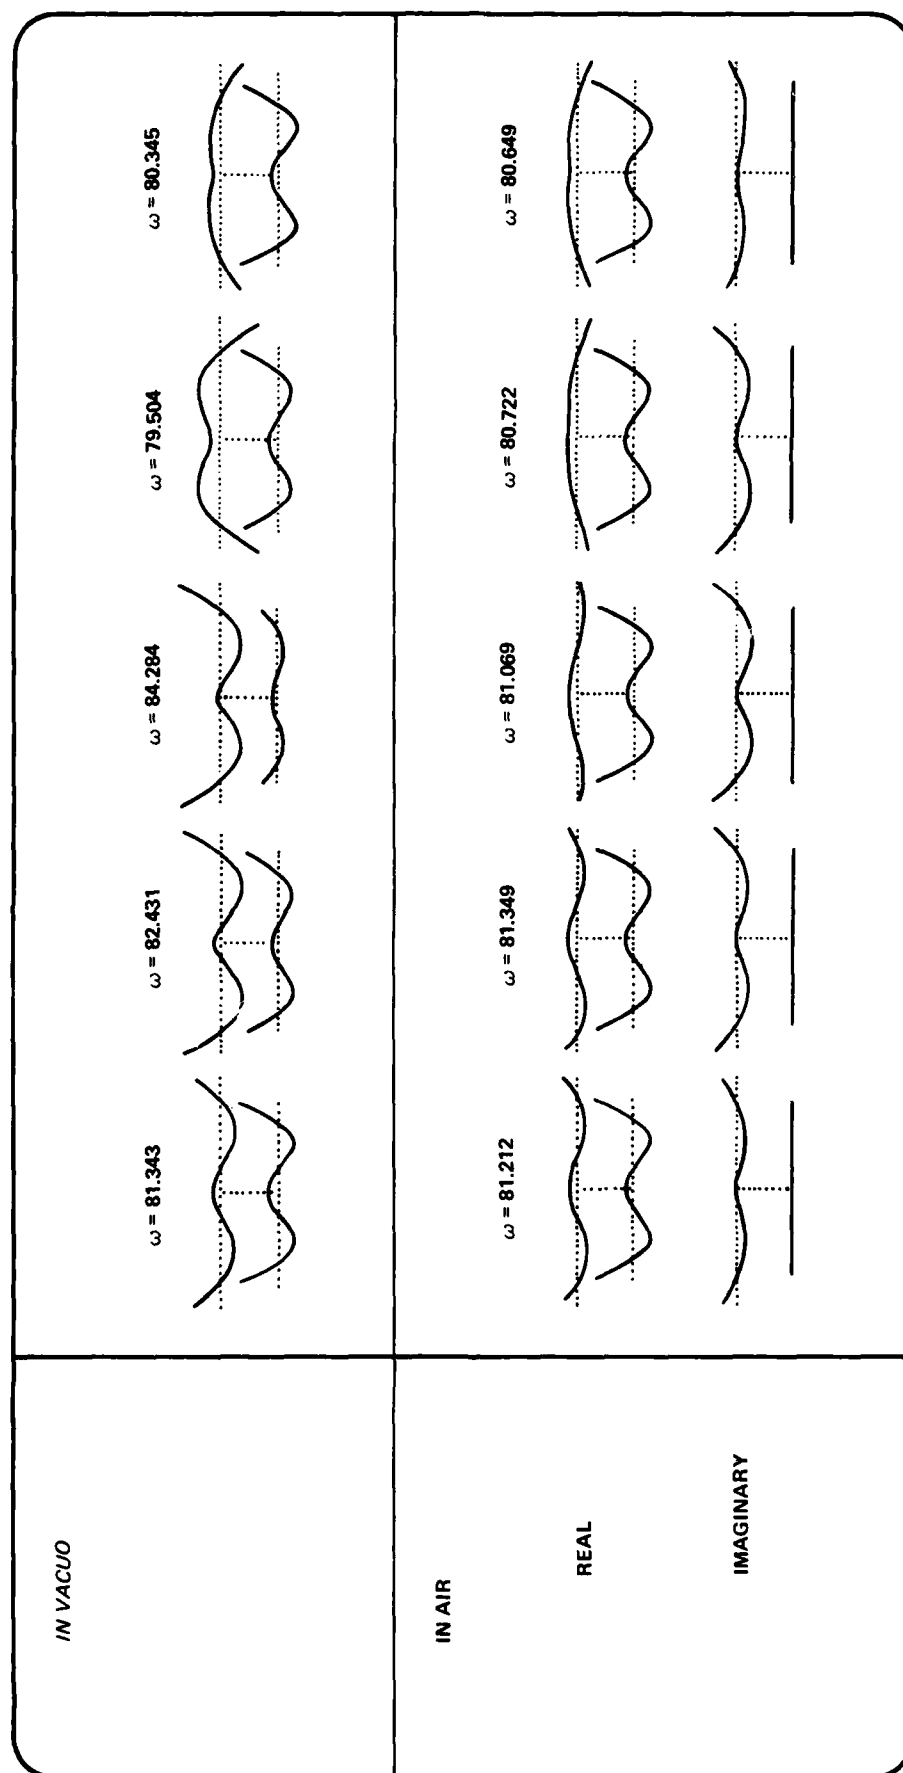 IN VACUO
ω = 81.343
ω = 82.431
ω = 84.284
ω = 79.504
ω = 80.345
IN AIR
ω = 81.212
ω = 81.349
ω = 81.069
ω = 80.722
ω = 80.649
REAL
IMAGINARY